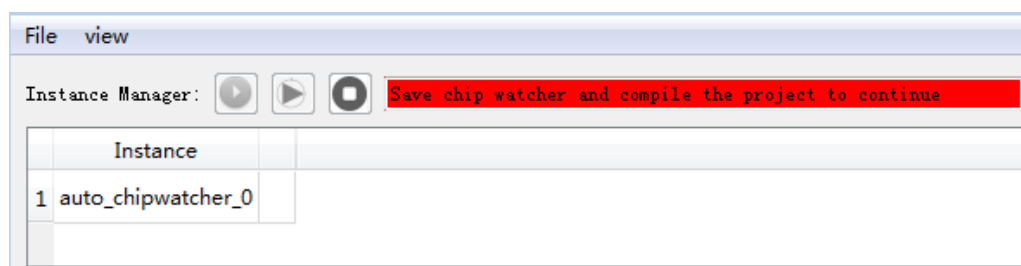 File view
Instance Manager: Save chip watcher and compile the project to continue
Instance
1 auto_chipwatcher_0